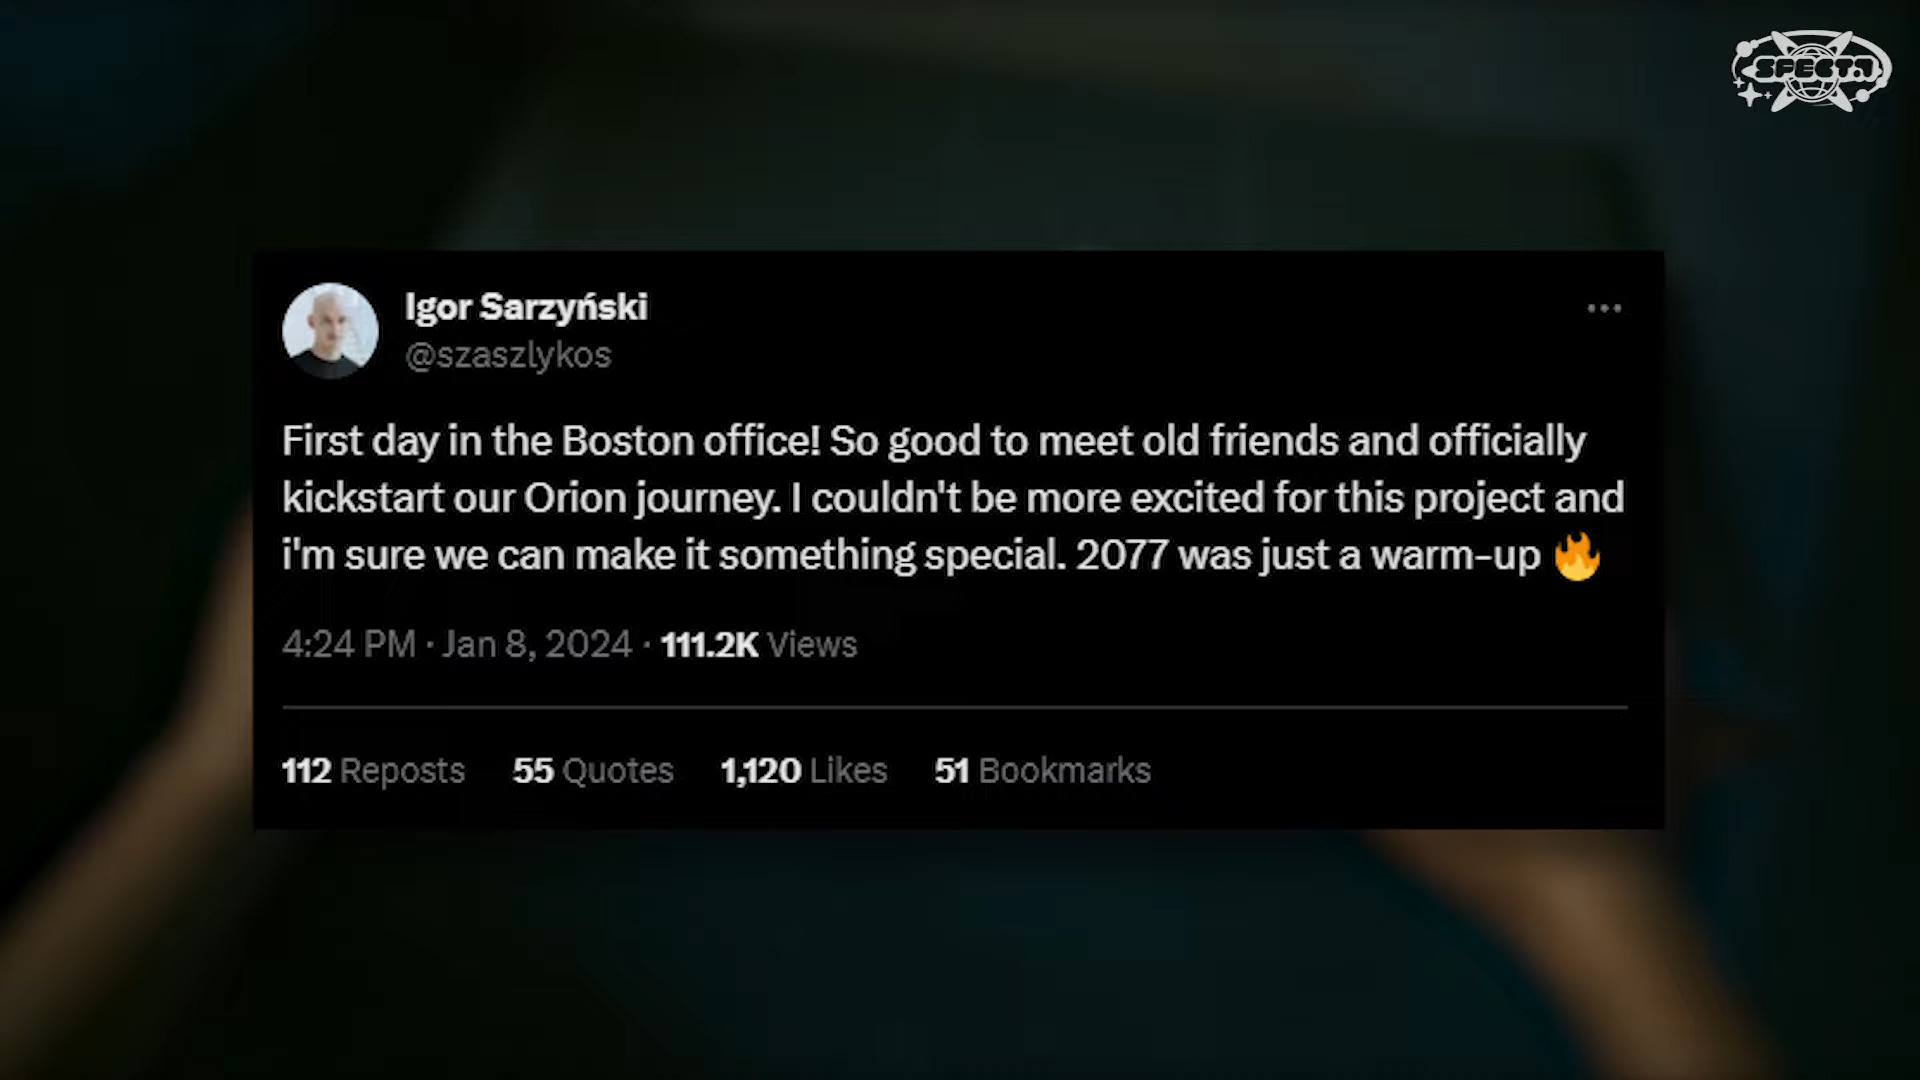 SPECTR
Igor Sarzyński
@szaszlykos
First day in the Boston office! So good to meet old friends and officially
kickstart our Orion journey. I couldn't be more excited for this project and
i'm sure we can make it something special. 2077 was just a warm-up 🔥
4:24 PM · Jan 8, 2024 · 111.2K Views
112 Reposts 55 Quotes 1,120 Likes 51 Bookmarks